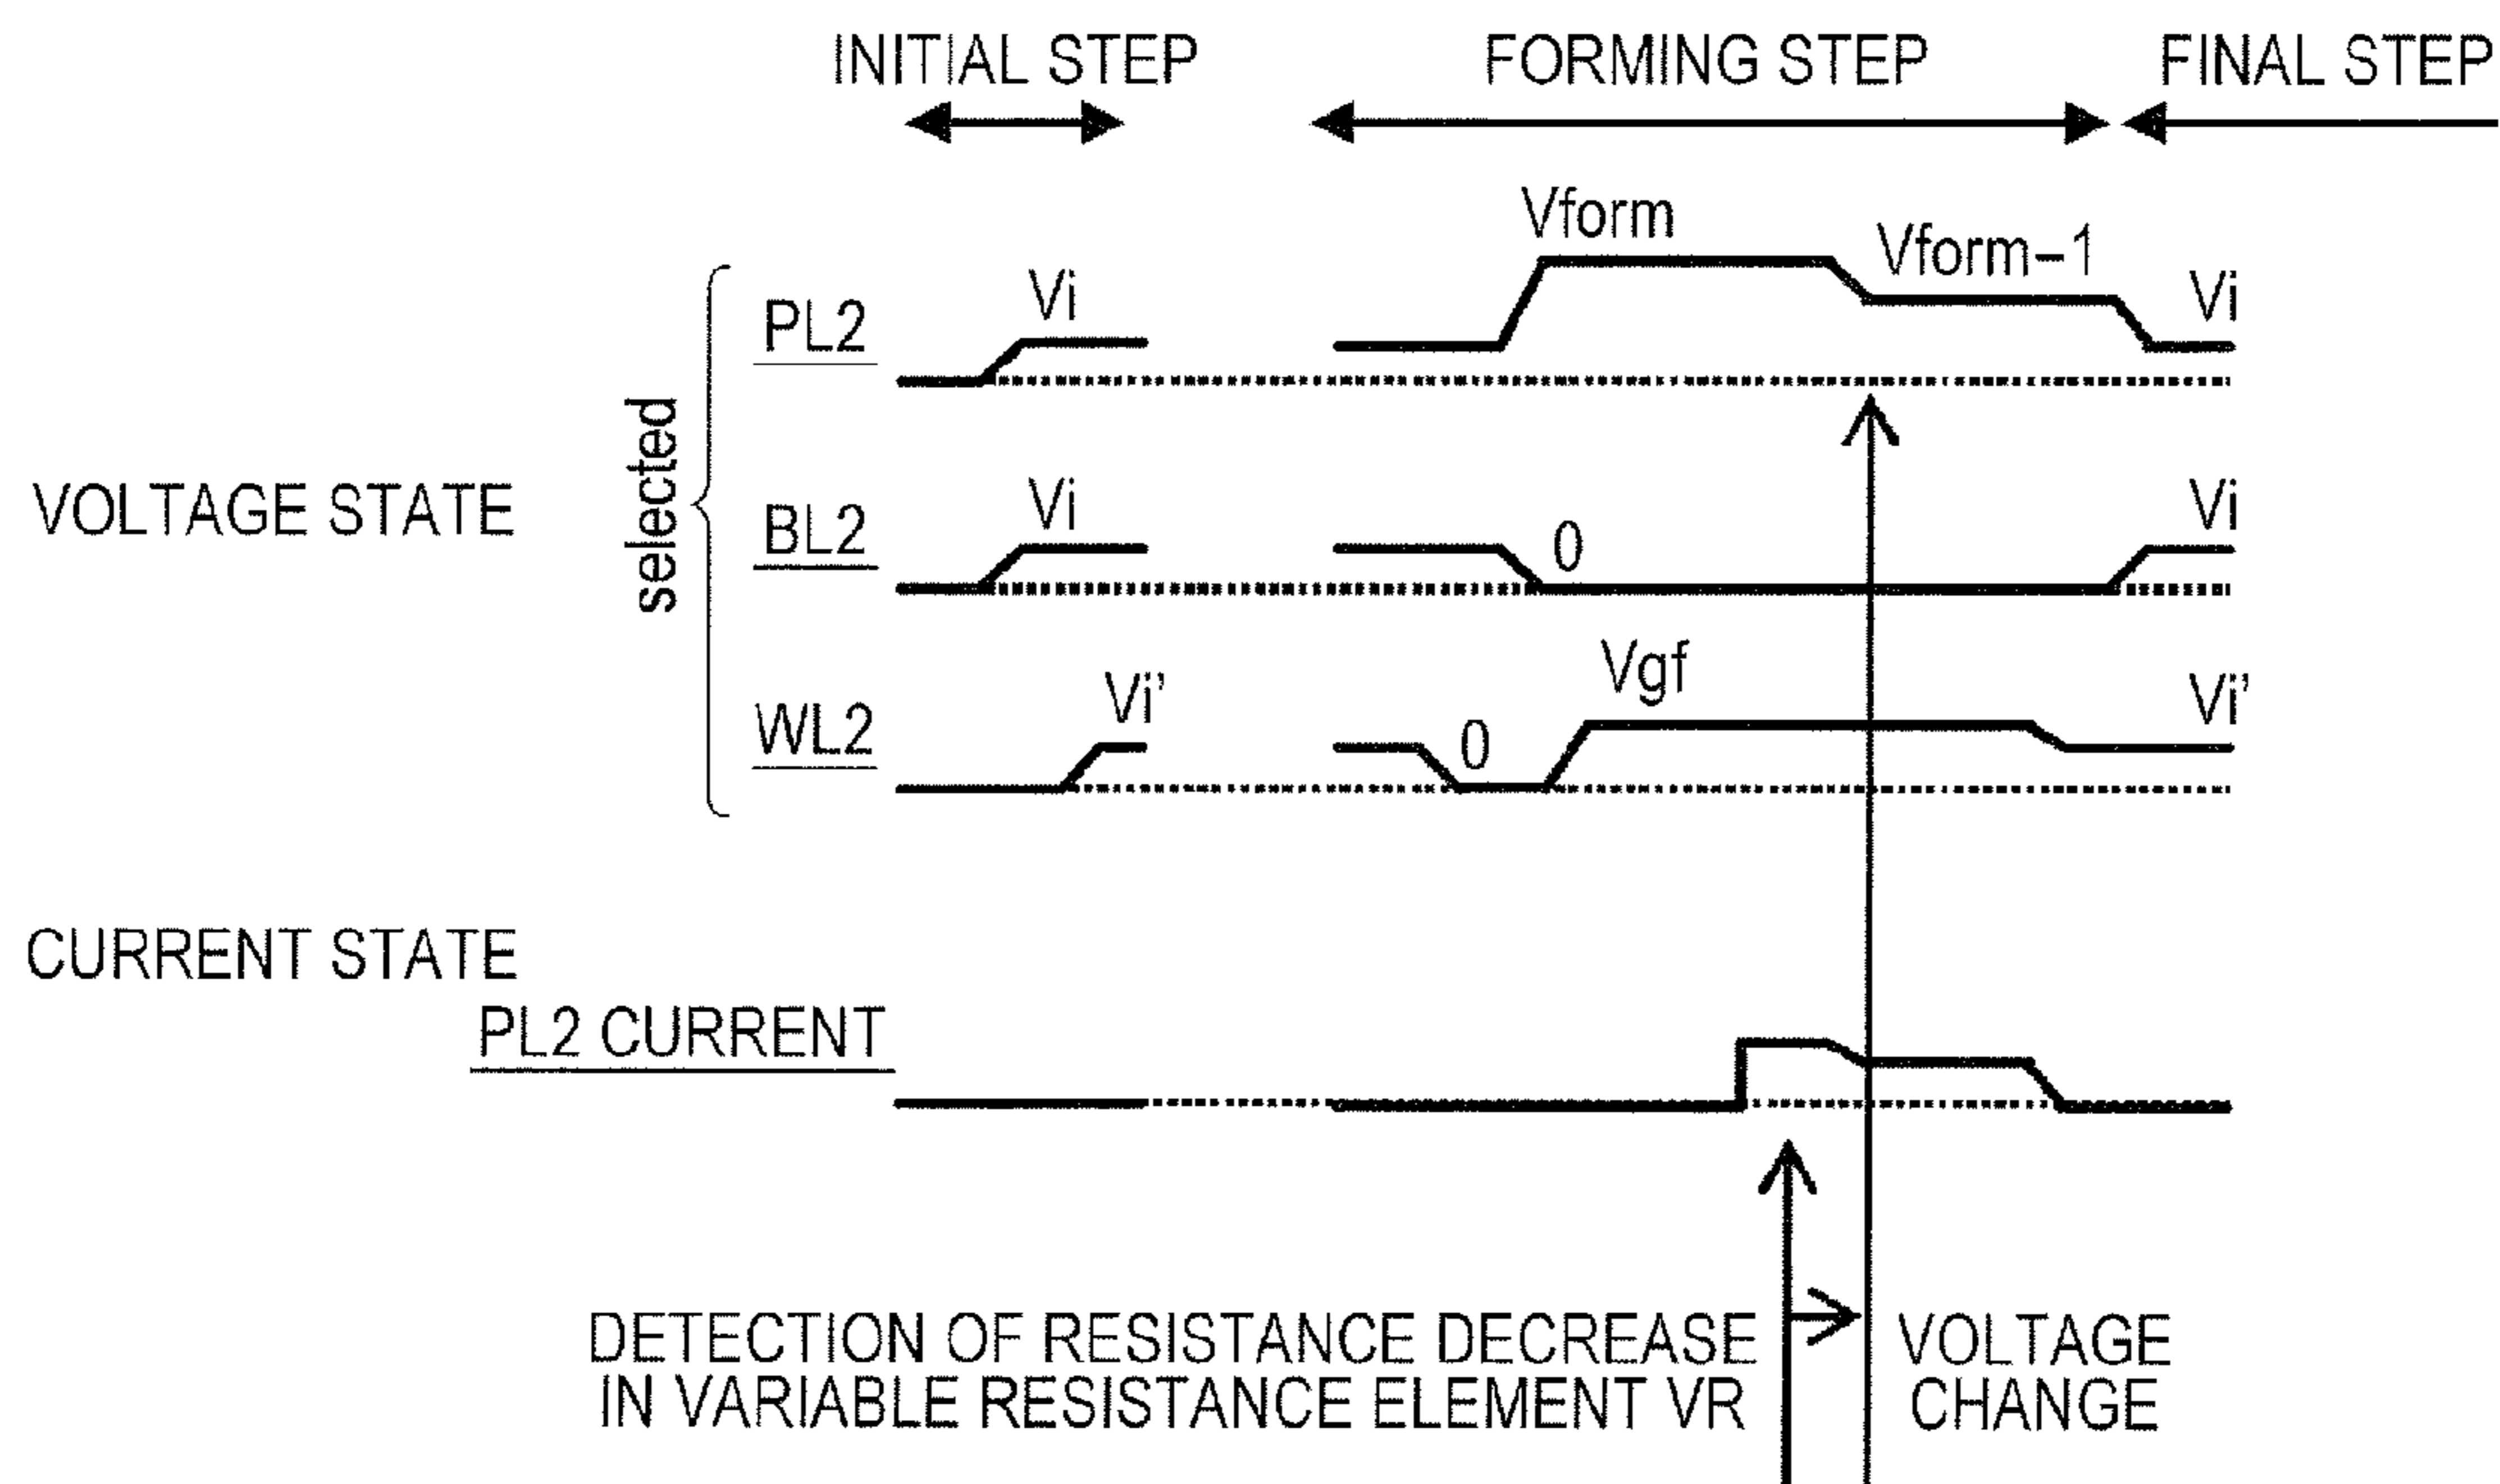 INITIAL STEP
FORMING STEP
FINAL STEP
Vform
Vform-1
Vi
Vi
PL2
selected
VOLTAGE STATE
Vi
Vi
BL2
0
Vgf
Vi'
Vi'
WL2
0
CURRENT STATE
PL2 CURRENT
DETECTION OF RESISTANCE DECREASE
IN VARIABLE RESISTANCE ELEMENT VR
VOLTAGE
CHANGE